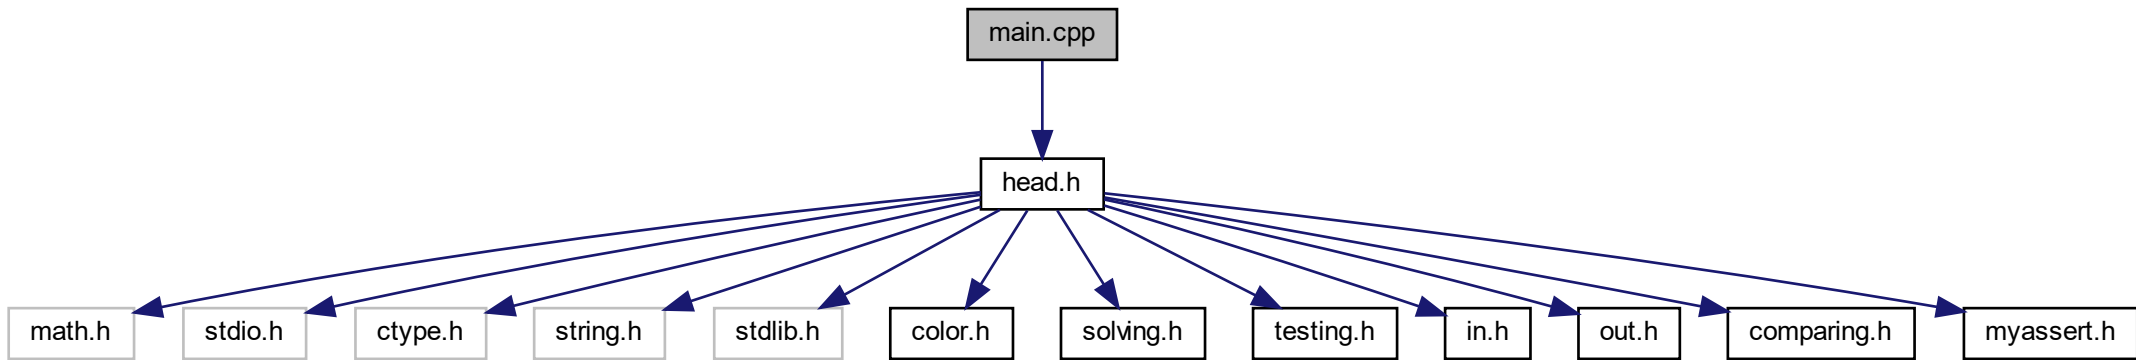 main.cpp
head.h
math.h
stdio.h
ctype.h
string.h
stdlib.h
color.h
solving.h
testing.h
in.h
out.h
comparing.h
myassert.h